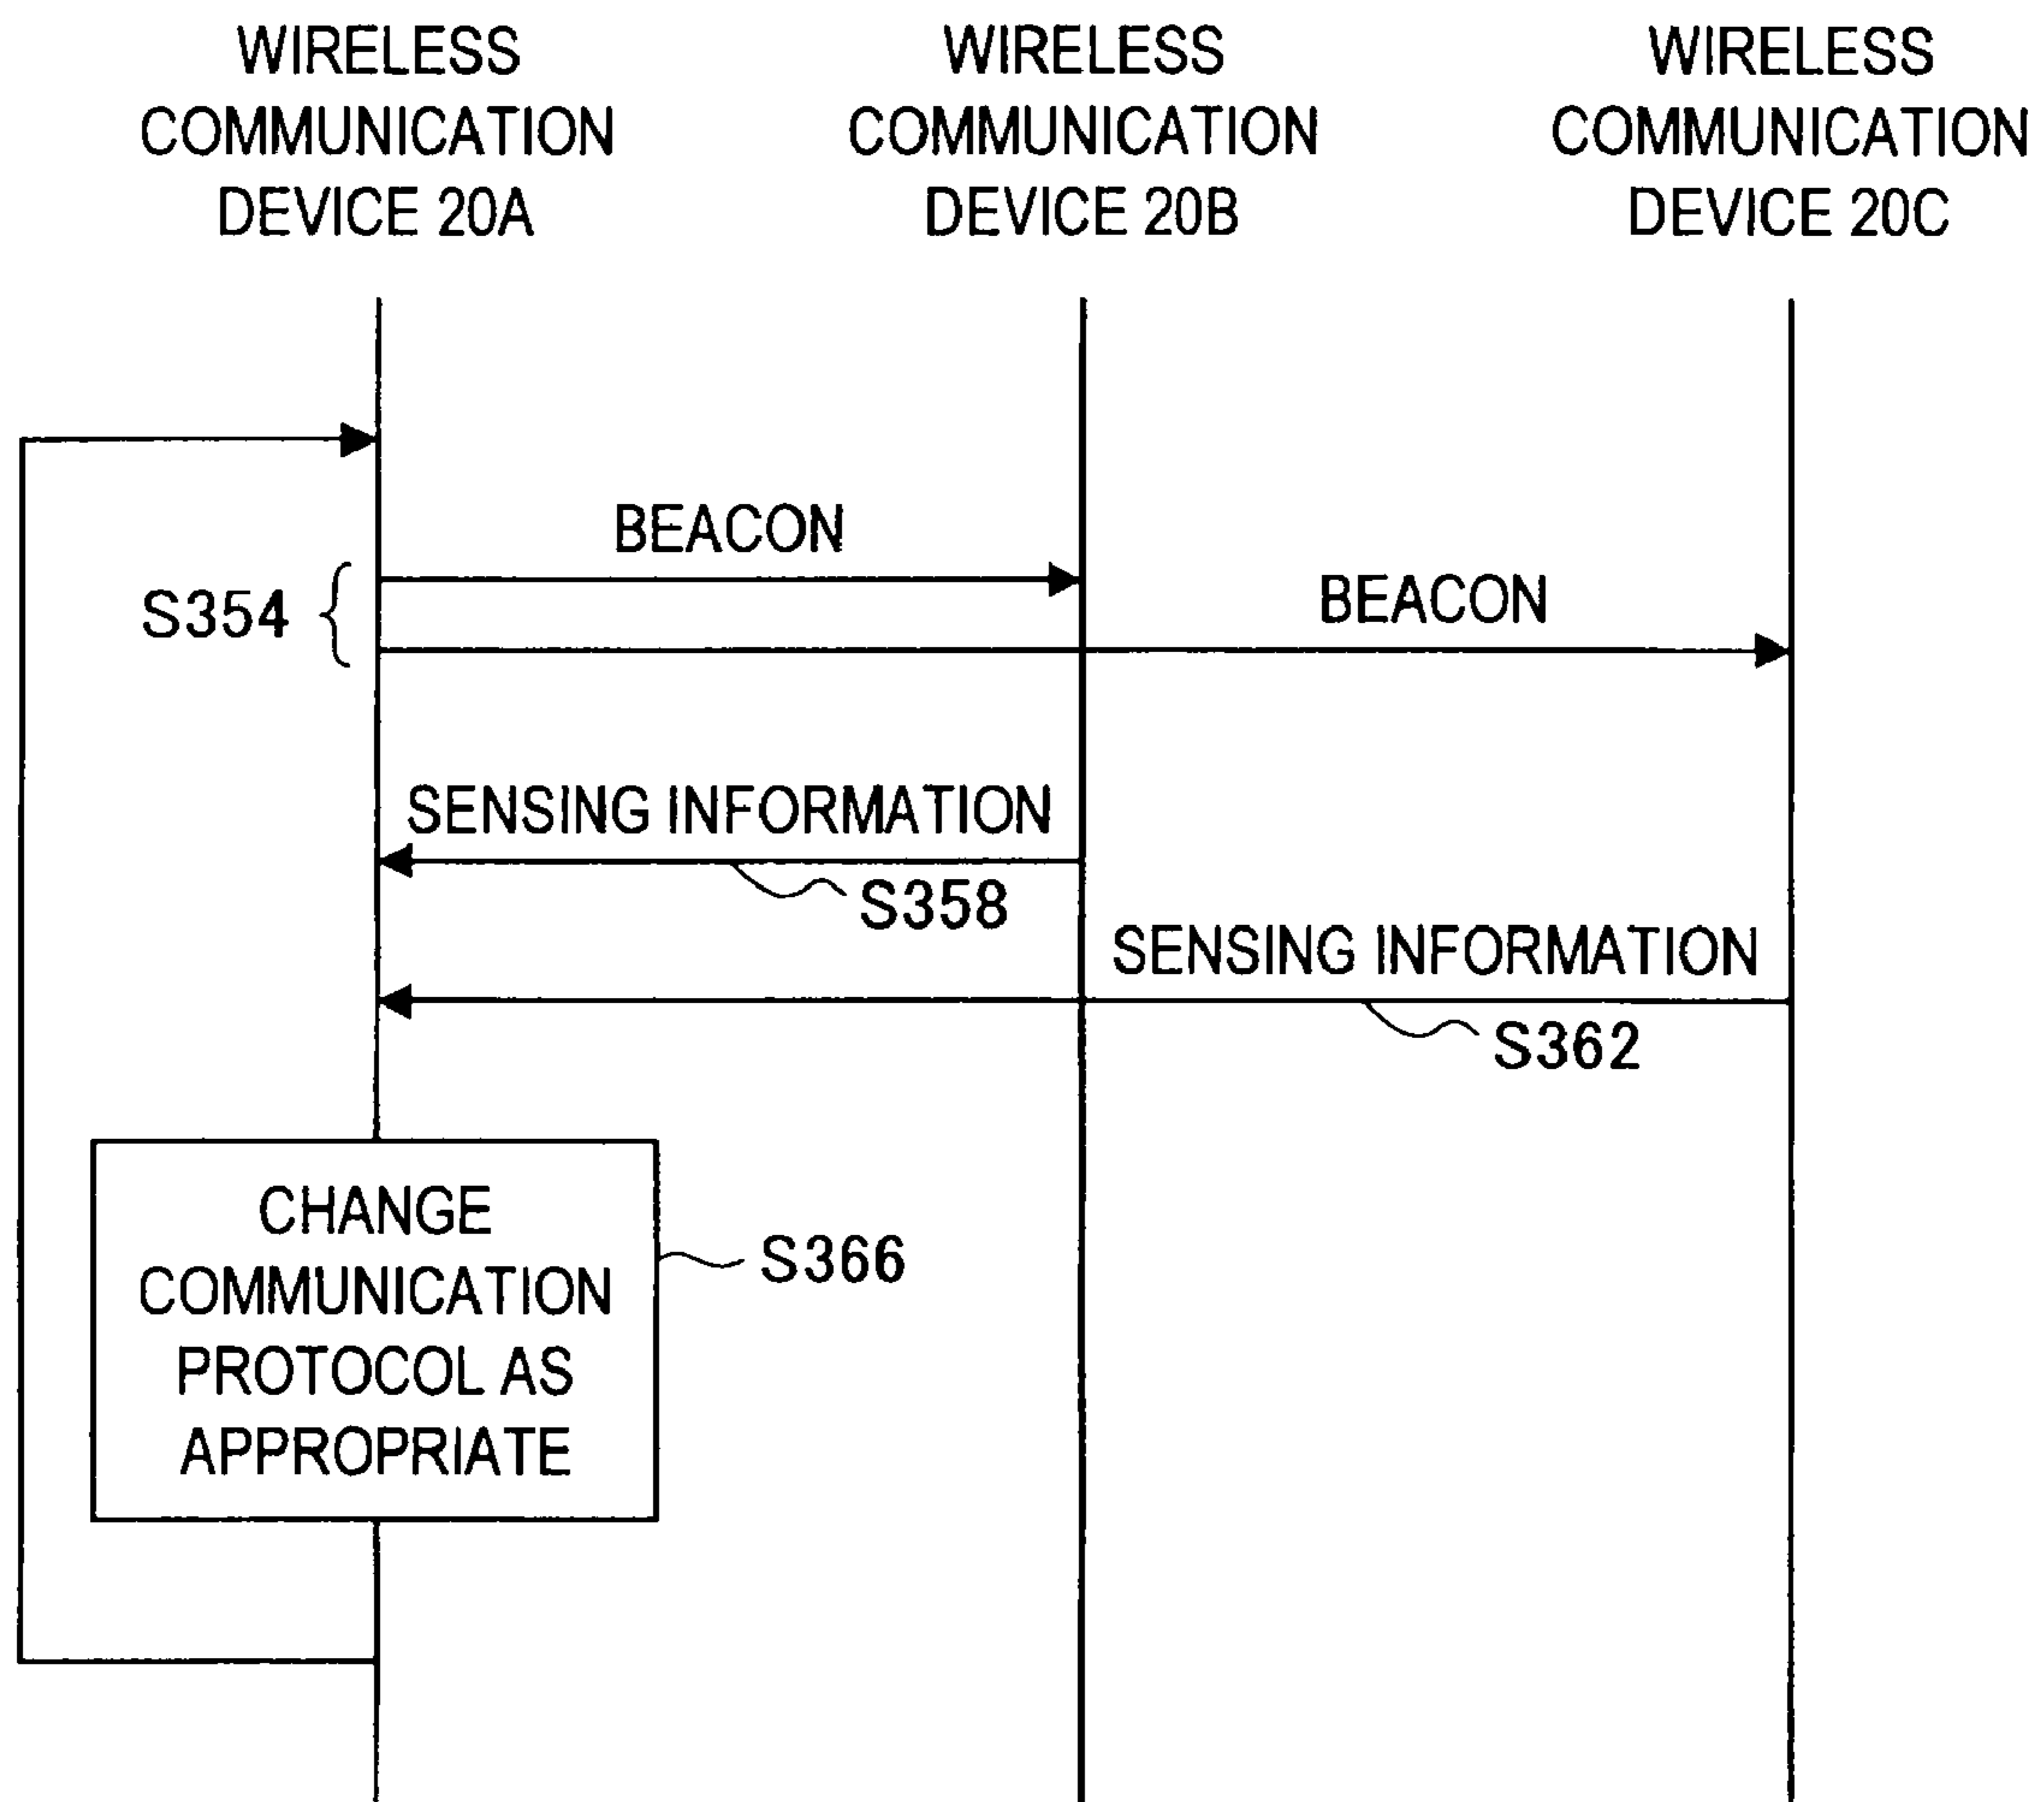 WIRELESS
COMMUNICATION
DEVICE 20A
WIRELESS
COMMUNICATION
DEVICE 20B
WIRELESS
COMMUNICATION
DEVICE 20C
BEACON
BEACON
S354
SENSING INFORMATION
S358
SENSING INFORMATION
S362
CHANGE
COMMUNICATION
PROTOCOL AS
APPROPRIATE
S366